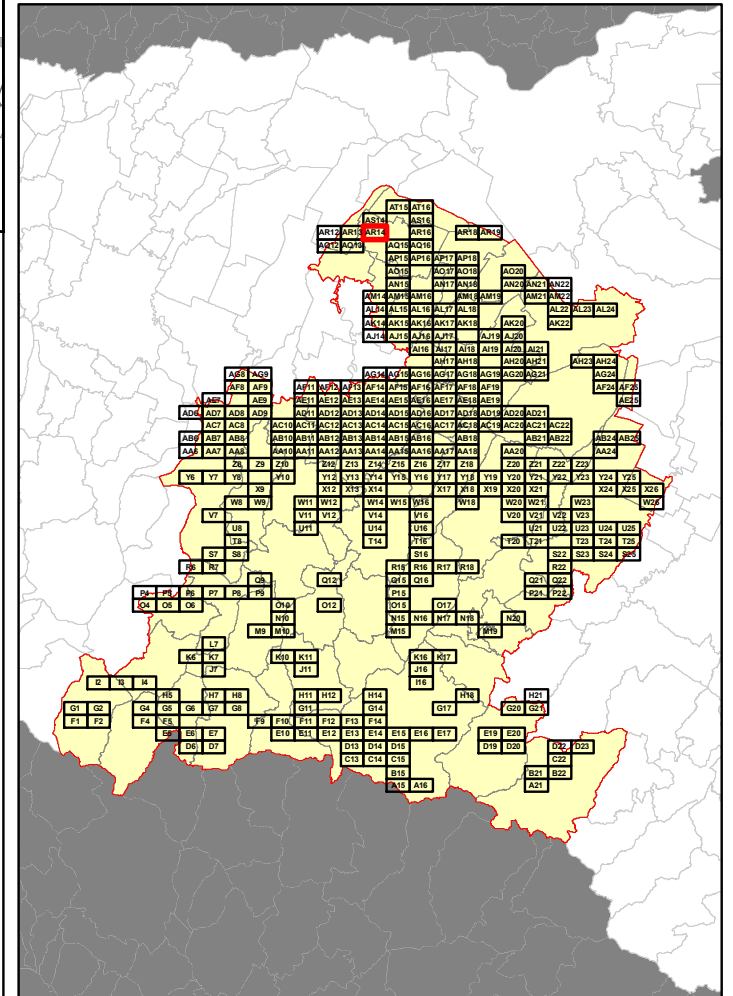 AT15 AT16
AS14 AS16
AR12 AR13 AR14 AR16 AR18 AR19
AQ12 AQ13 AQ15 AQ16
AP15 AP16 AP17 AP18
AO15 AO17 AO18 AO20
AN15 AN17 AN18 AN20 AN21 AN22
AM14 AM15 AM16 AM18 AM19 AM21 AM22
AL14 AL15 AL16 AL17 AL18 AL22 AL23 AL24
AK14 AK15 AK16 AK17 AK18 AK20 AK22
AJ14 AJ15 AJ16 AJ17 AJ19 AJ20
AI16 AI17 AI18 AI19 AI20 AI21
AH17 AH18 AH20 AH21 AH23 AH24
AG8 AG9 AG14 AG15 AG16 AG17 AG18 AG19 AG20 AG21 AG24
AF8 AF9 AF11 AF12 AF13 AF14 AF15 AF16 AF17 AF18 AF19 AF24 AF25
AE7 AE9 AE11 AE12 AE13 AE14 AE15 AE16 AE17 AE18 AE19 AE25
AD6 AD7 AD8 AD9 AD11 AD12 AD13 AD14 AD15 AD16 AD17 AD18 AD19 AD20 AD21
AC7 AC8 AC10 AC11 AC12 AC13 AC14 AC15 AC16 AC17 AC18 AC19 AC20 AC21 AC22
AB6 AB7 AB8 AB10 AB11 AB12 AB13 AB14 AB15 AB16 AB18 AB21 AB22 AB24 AB25
AA6 AA7 AA8 AA10 AA11 AA12 AA13 AA14 AA15 AA16 AA17 AA18 AA20 AA24
Z8 Z9 Z10 Z12 Z13 Z14 Z15 Z16 Z17 Z18 Z20 Z21 Z22 Z23
Y6 Y7 Y8 Y10 Y12 Y13 Y14 Y15 Y16 Y17 Y18 Y19 Y20 Y21 Y22 Y23 Y24 Y25
X9 X12 X13 X14 X17 X18 X19 X20 X21 X24 X25 X26
W8 W9 W11 W12 W14 W15 W16 W18 W20 W21 W23 W26
V7 V11 V12 V14 V16 V20 V21 V22 V23
U8 U11 U14 U16 U21 U22 U23 U24 U25
T8 T14 T16 T20 T21 T23 T24 T25
S7 S8 S16 S22 S23 S24 S25
R6 R7 R15 R16 R17 R18 R22
Q9 Q12 Q15 Q16 Q21 Q22
P4 P5 P6 P7 P8 P9 P15 P21 P22
O4 O5 O6 O10 O12 O15 O17
N10 N15 N16 N17 N18 N20
M9 M10 M15 M19
L7
K6 K7 K10 K11 K16 K17
J7 J11 J16
I2 I3 I4 I16
H5 H7 H8 H11 H12 H14 H18 H21
G1 G2 G4 G5 G6 G7 G8 G11 G14 G17 G20 G21
F1 F2 F4 F5 F9 F10 F11 F12 F13 F14
E5 E6 E7 E10 E11 E12 E13 E14 E15 E16 E17 E19 E20
D6 D7 D13 D14 D15 D19 D20 D22 D23
C13 C14 C15 C22
B15 B21 B22
A15 A16 A21